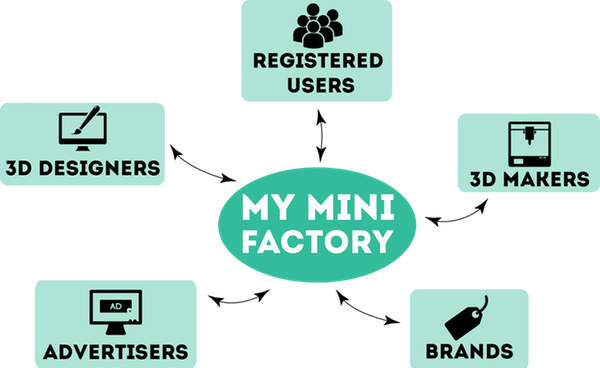 REGISTERED
USERS
3D DESIGNERS
3D MAKERS
MY MINI
FACTORY
AD
ADVERTISERS
BRANDS